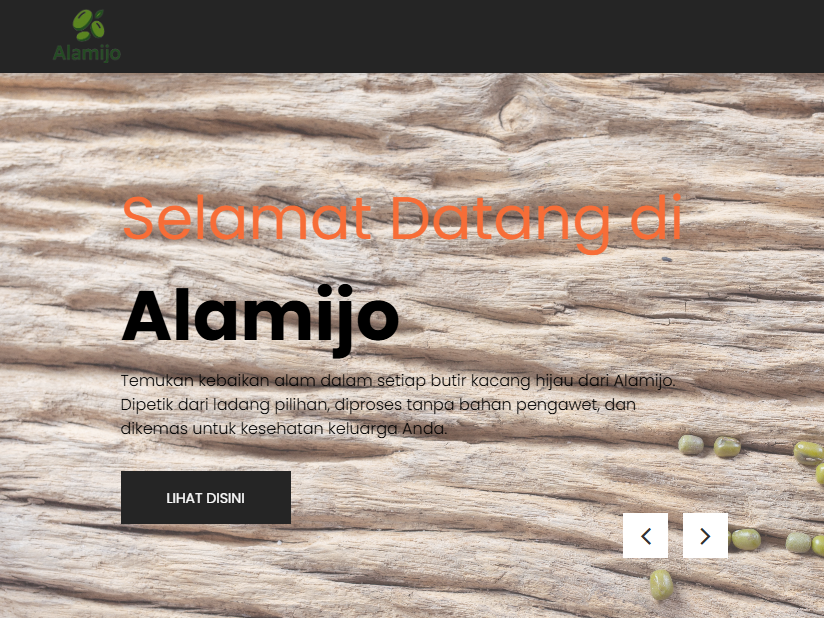 Alamijo
Selamat Datang di
Alamijo
Temukan kebaikan alam dalam setiap butir kacang hijau dari Alamijo.
Dipetik dari ladang pilihan, diproses tanpa bahan pengawet, dan
dikemas untuk kesehatan keluarga Anda.
LIHAT DISINI